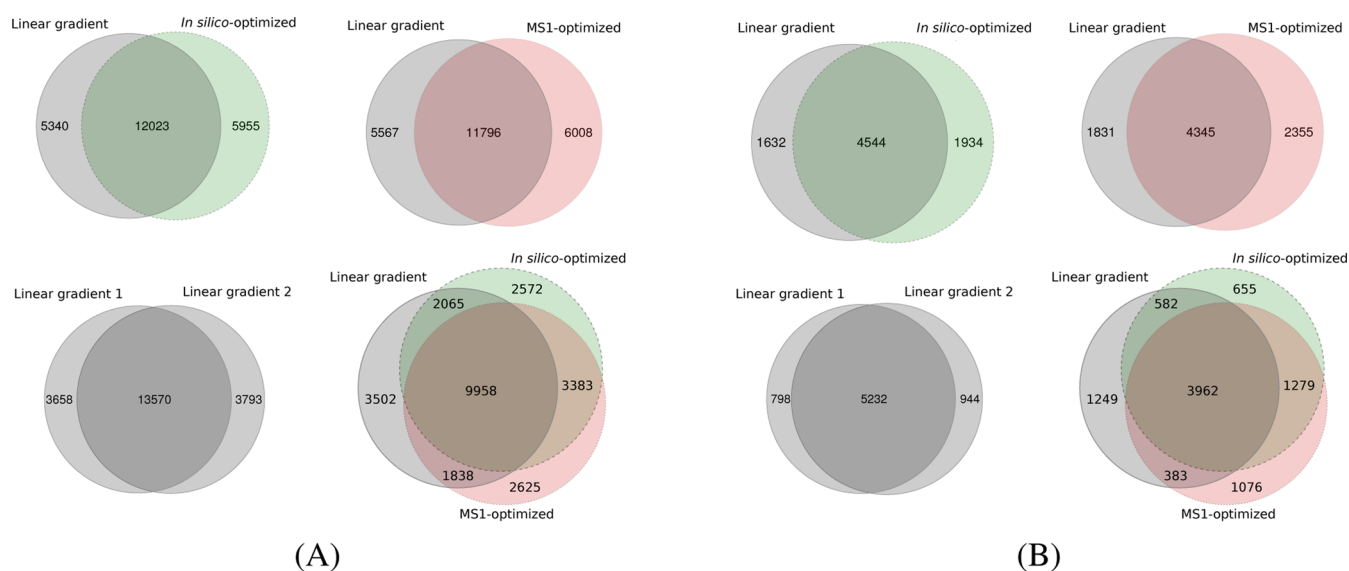 Linear gradient
In silico-optimized
5340
12023
5955
Linear gradient
MS1-optimized
5567
11796
6008
Linear gradient 1
Linear gradient 2
3658
13570
3793
In silico-optimized
Linear gradient
2572
2065
3502
9958
3383
1838
2625
MS1-optimized
(A)
Linear gradient
In silico-optimized
1632
4544
1934
Linear gradient
MS1-optimized
1831
4345
2355
Linear gradient 1
Linear gradient 2
798
5232
944
In silico-optimized
Linear gradient
655
582
1249
3962
1279
383
1076
MS1-optimized
(B)